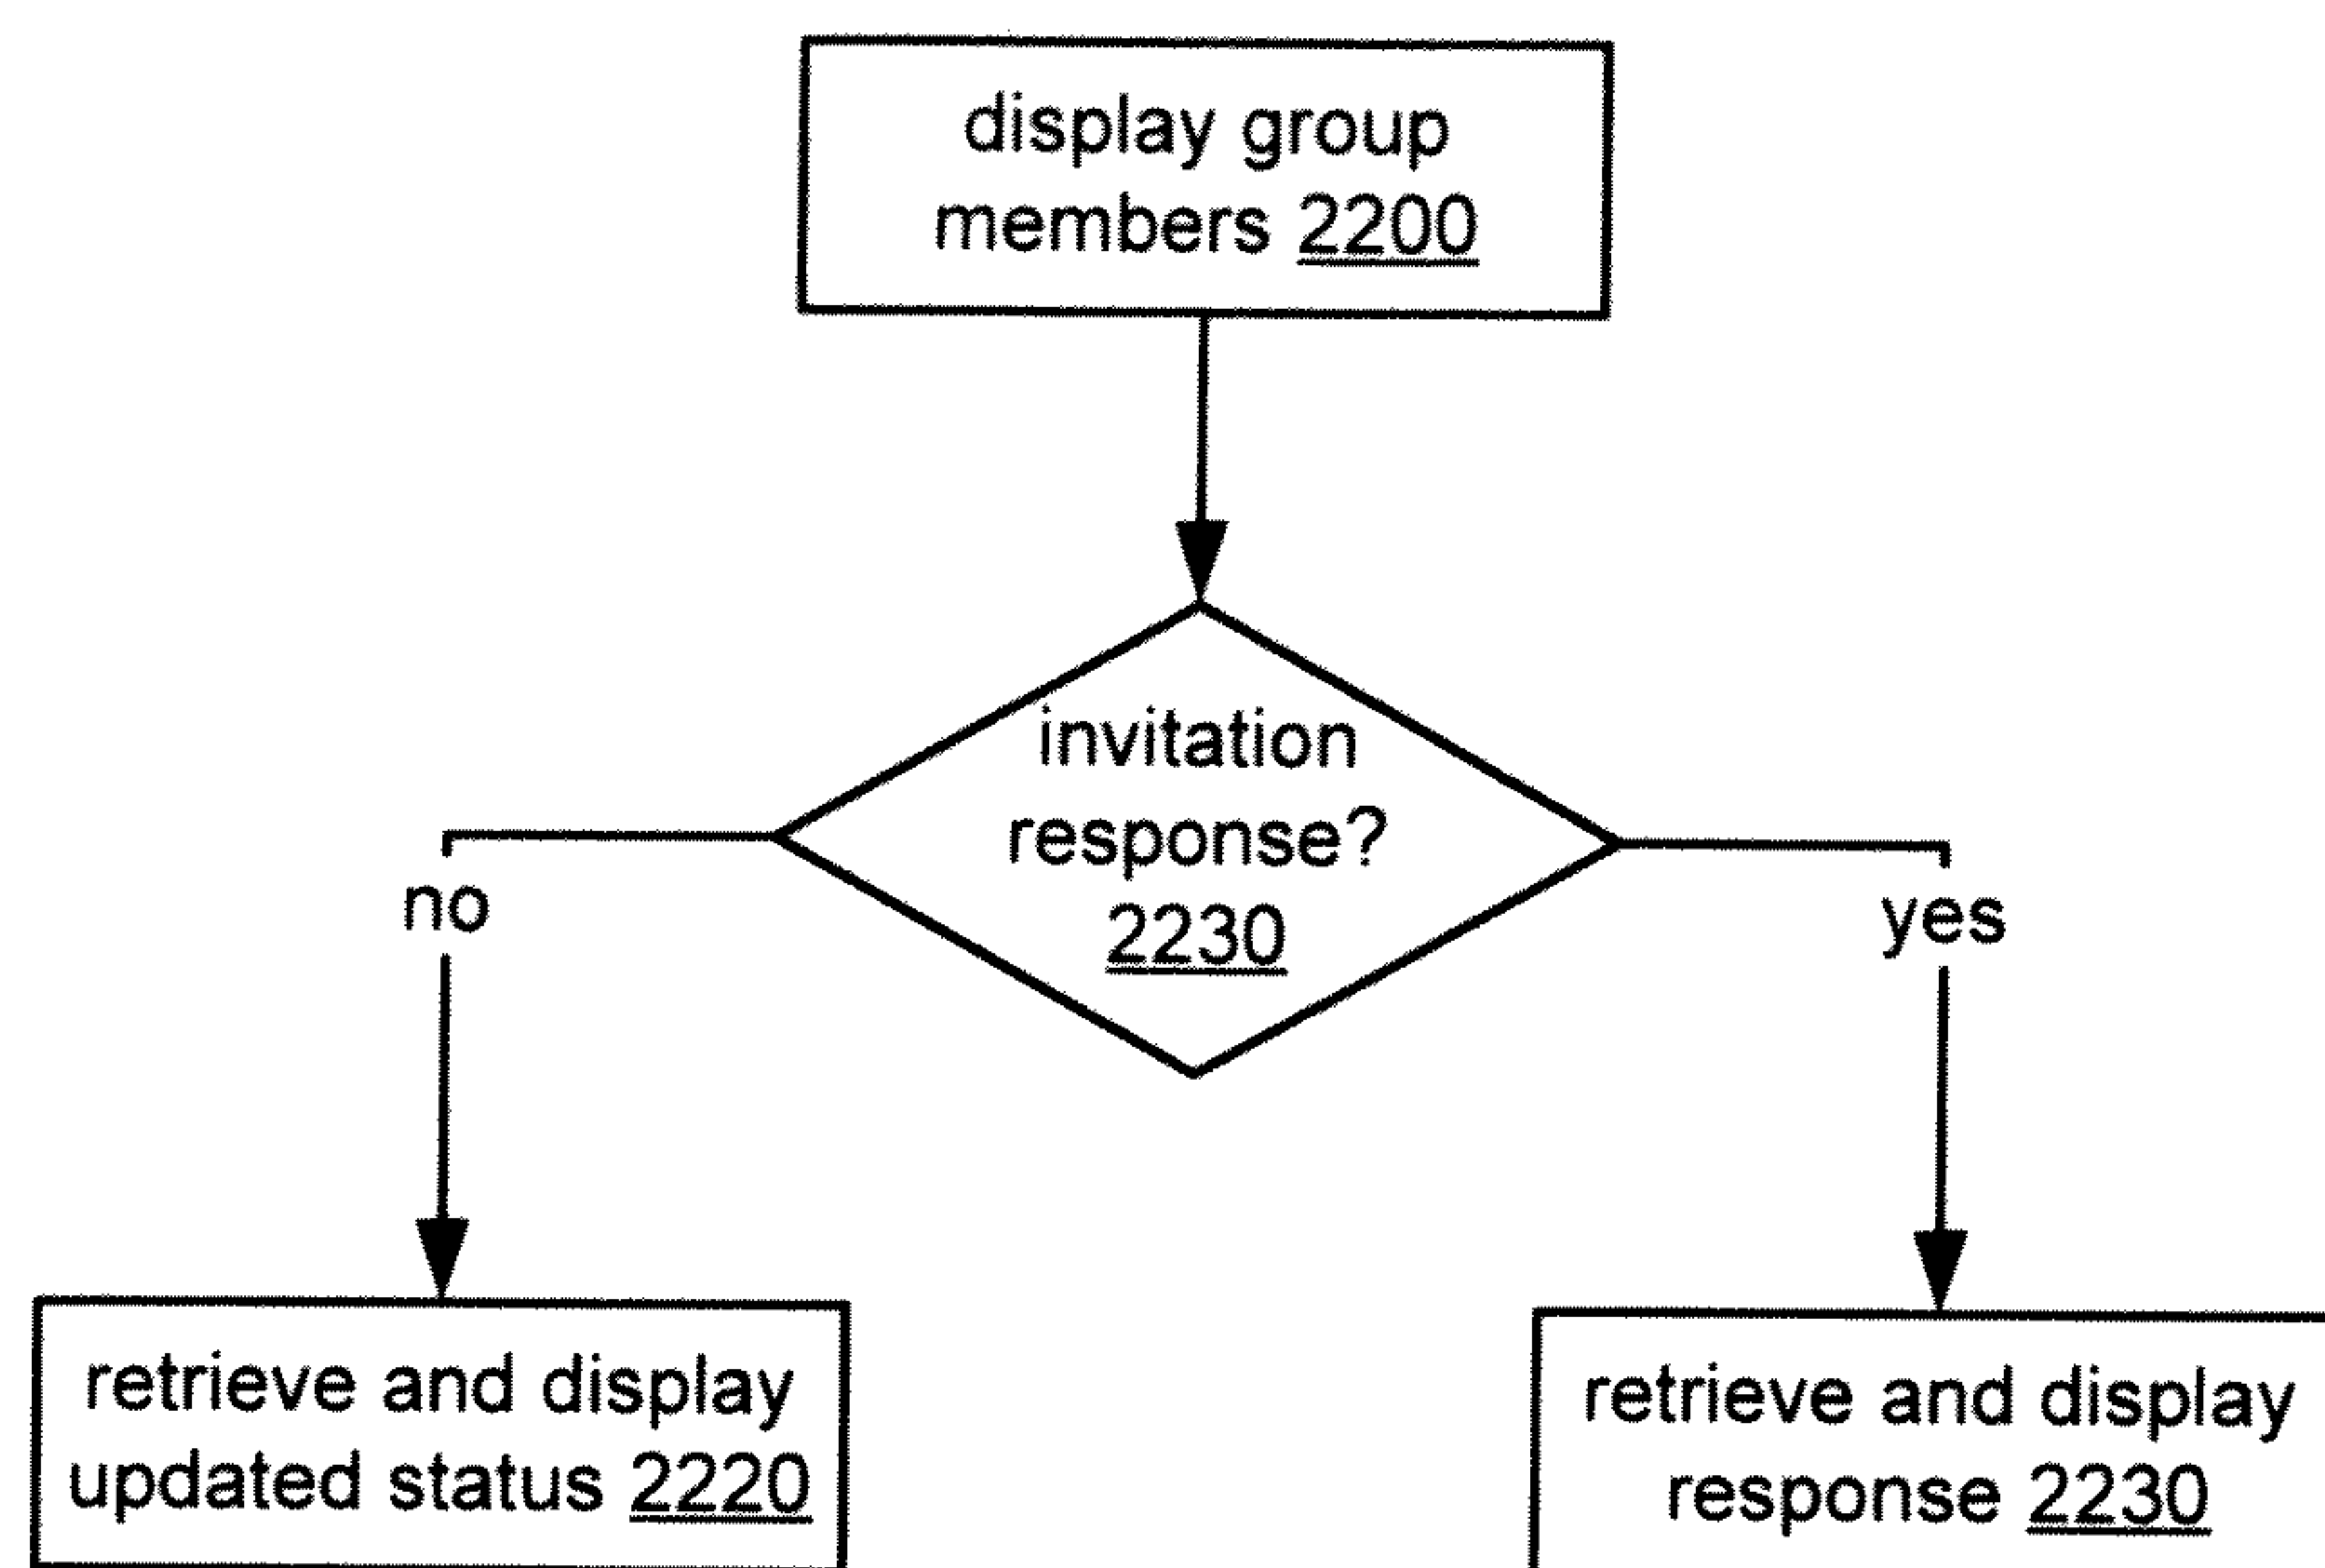 display group
members 2200
invitation
response?
2230
no
yes
retrieve and display
updated status 2220
retrieve and display
response 2230